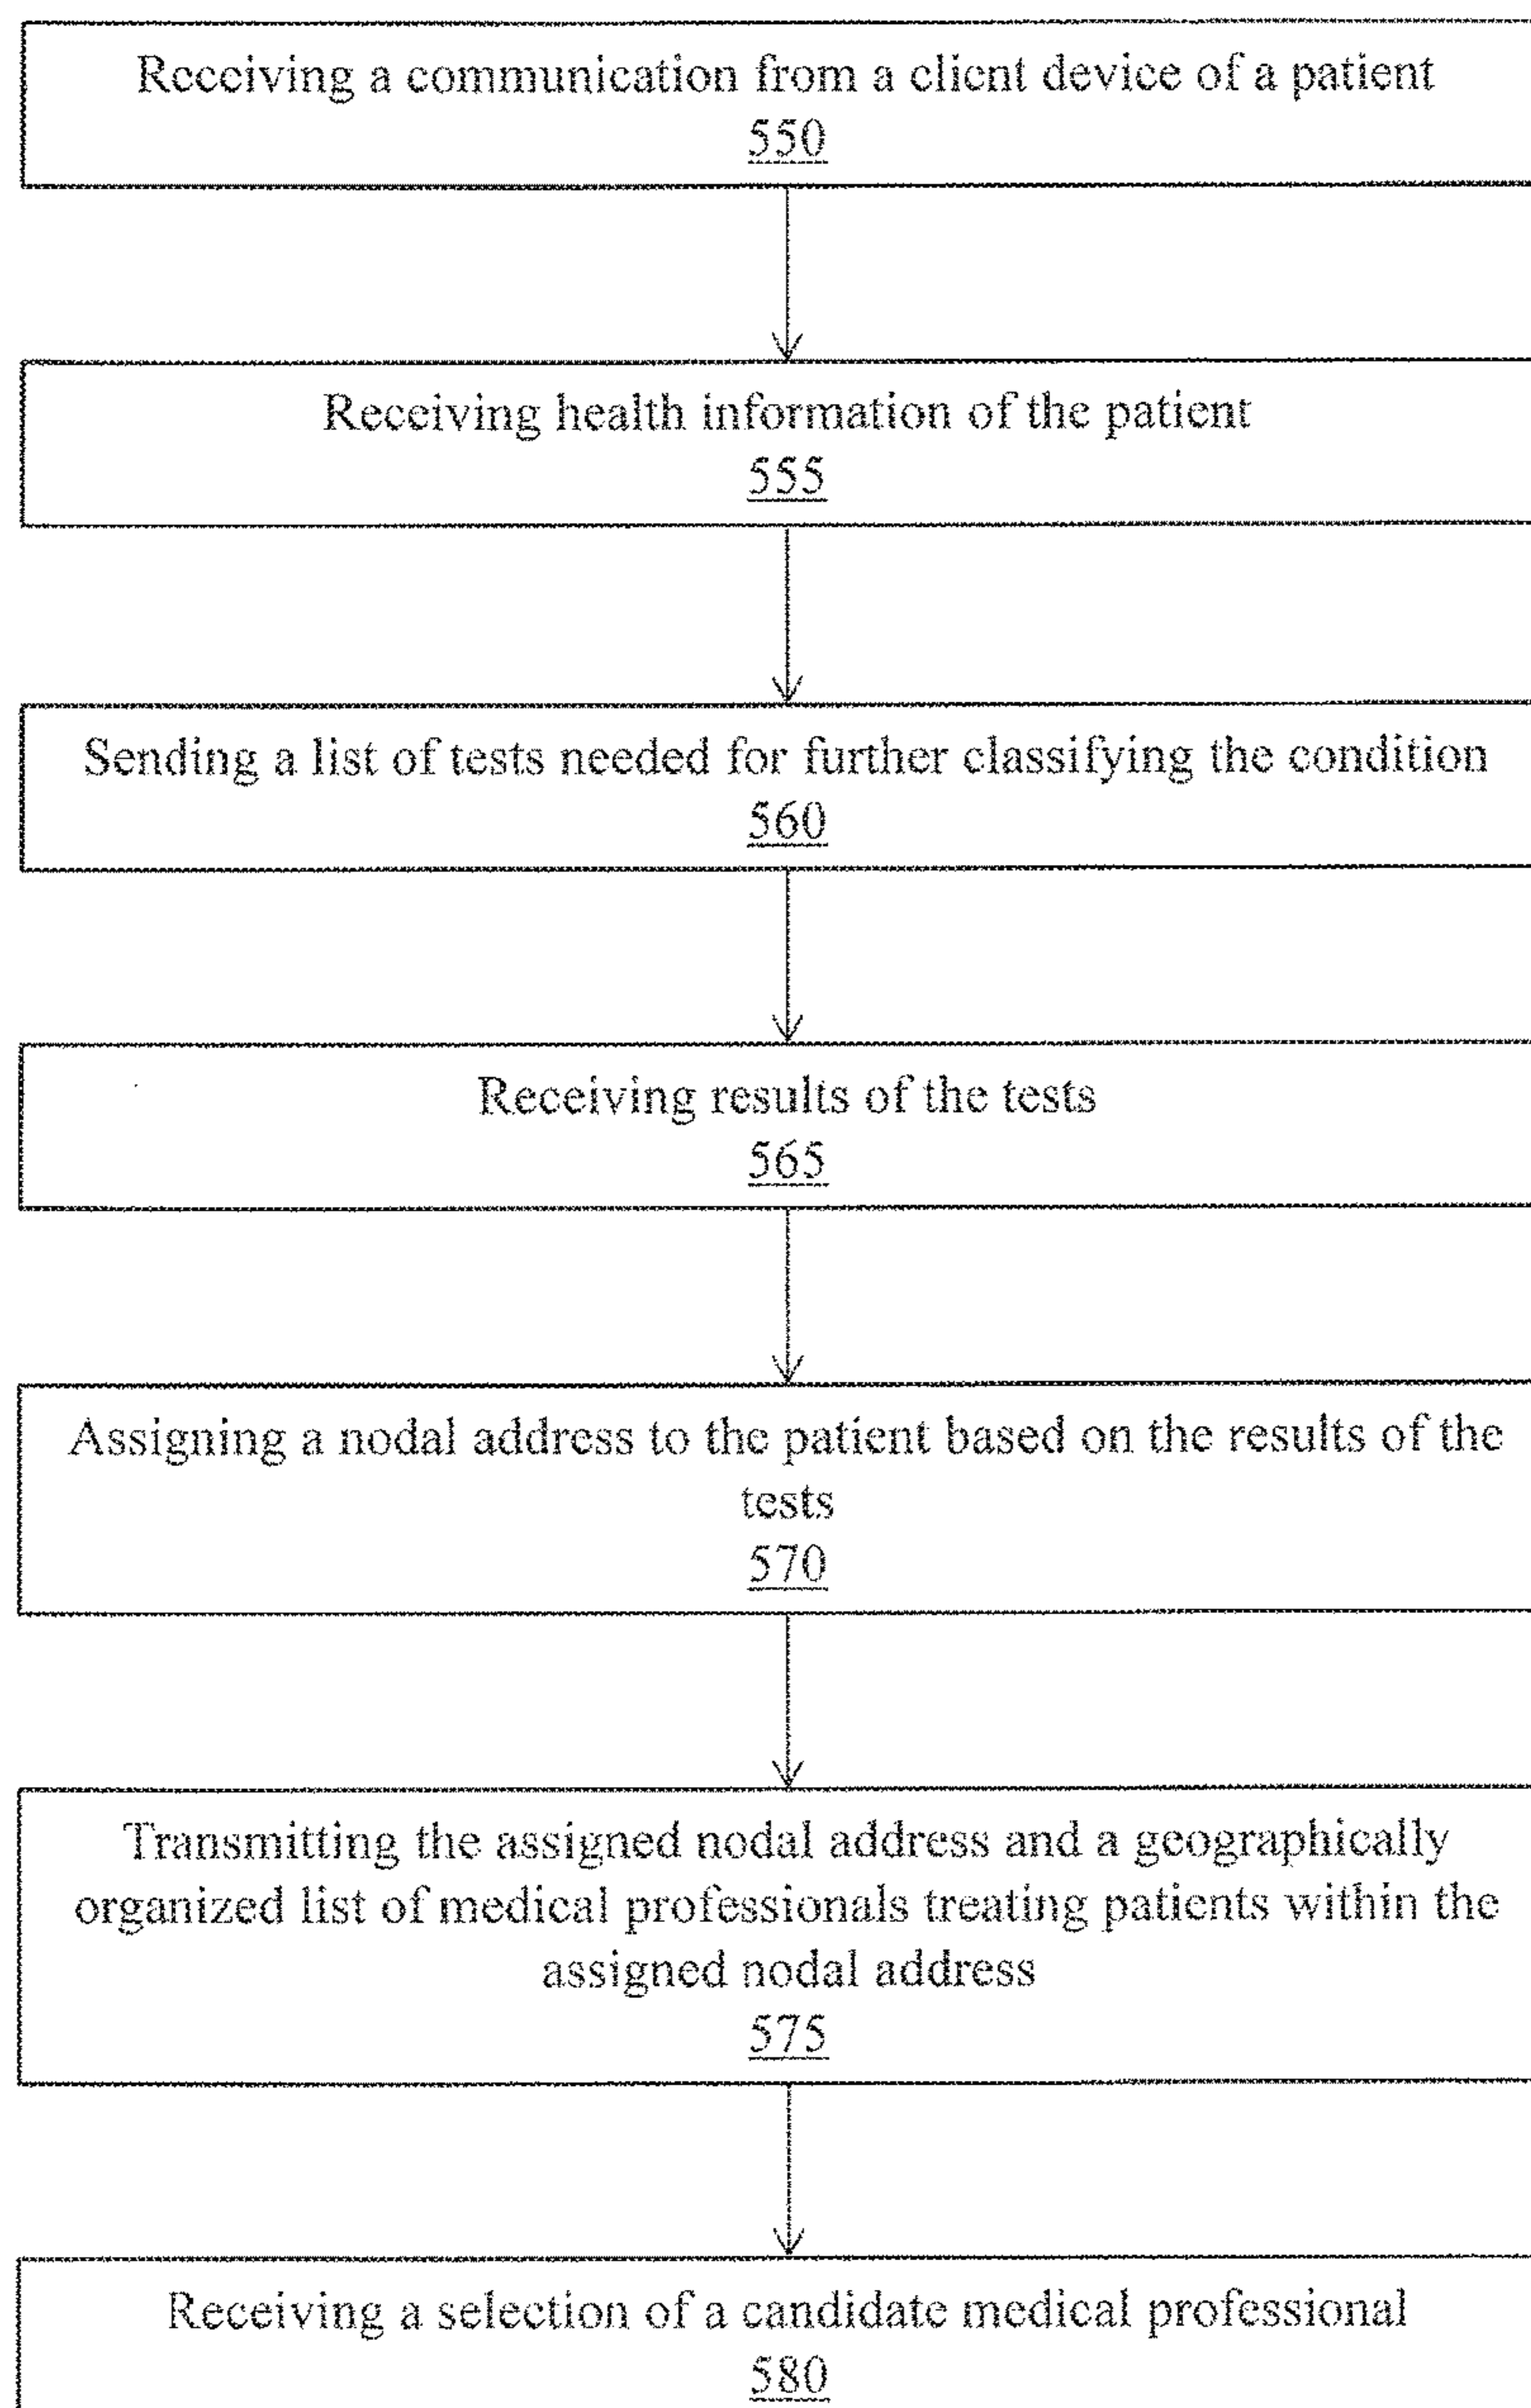 Receiving a communication from a client device of a patient
550
Receiving health information of the patient
555
Sending a list of tests needed for further classifying the condition
560
Receiving results of the tests
565
Assigning a nodal address to the patient based on the results of the
tests
570
Transmitting the assigned nodal address and a geographically
organized list of medical professionals treating patients within the
assigned nodal address
575
Receiving a selection of a candidate medical professional
580